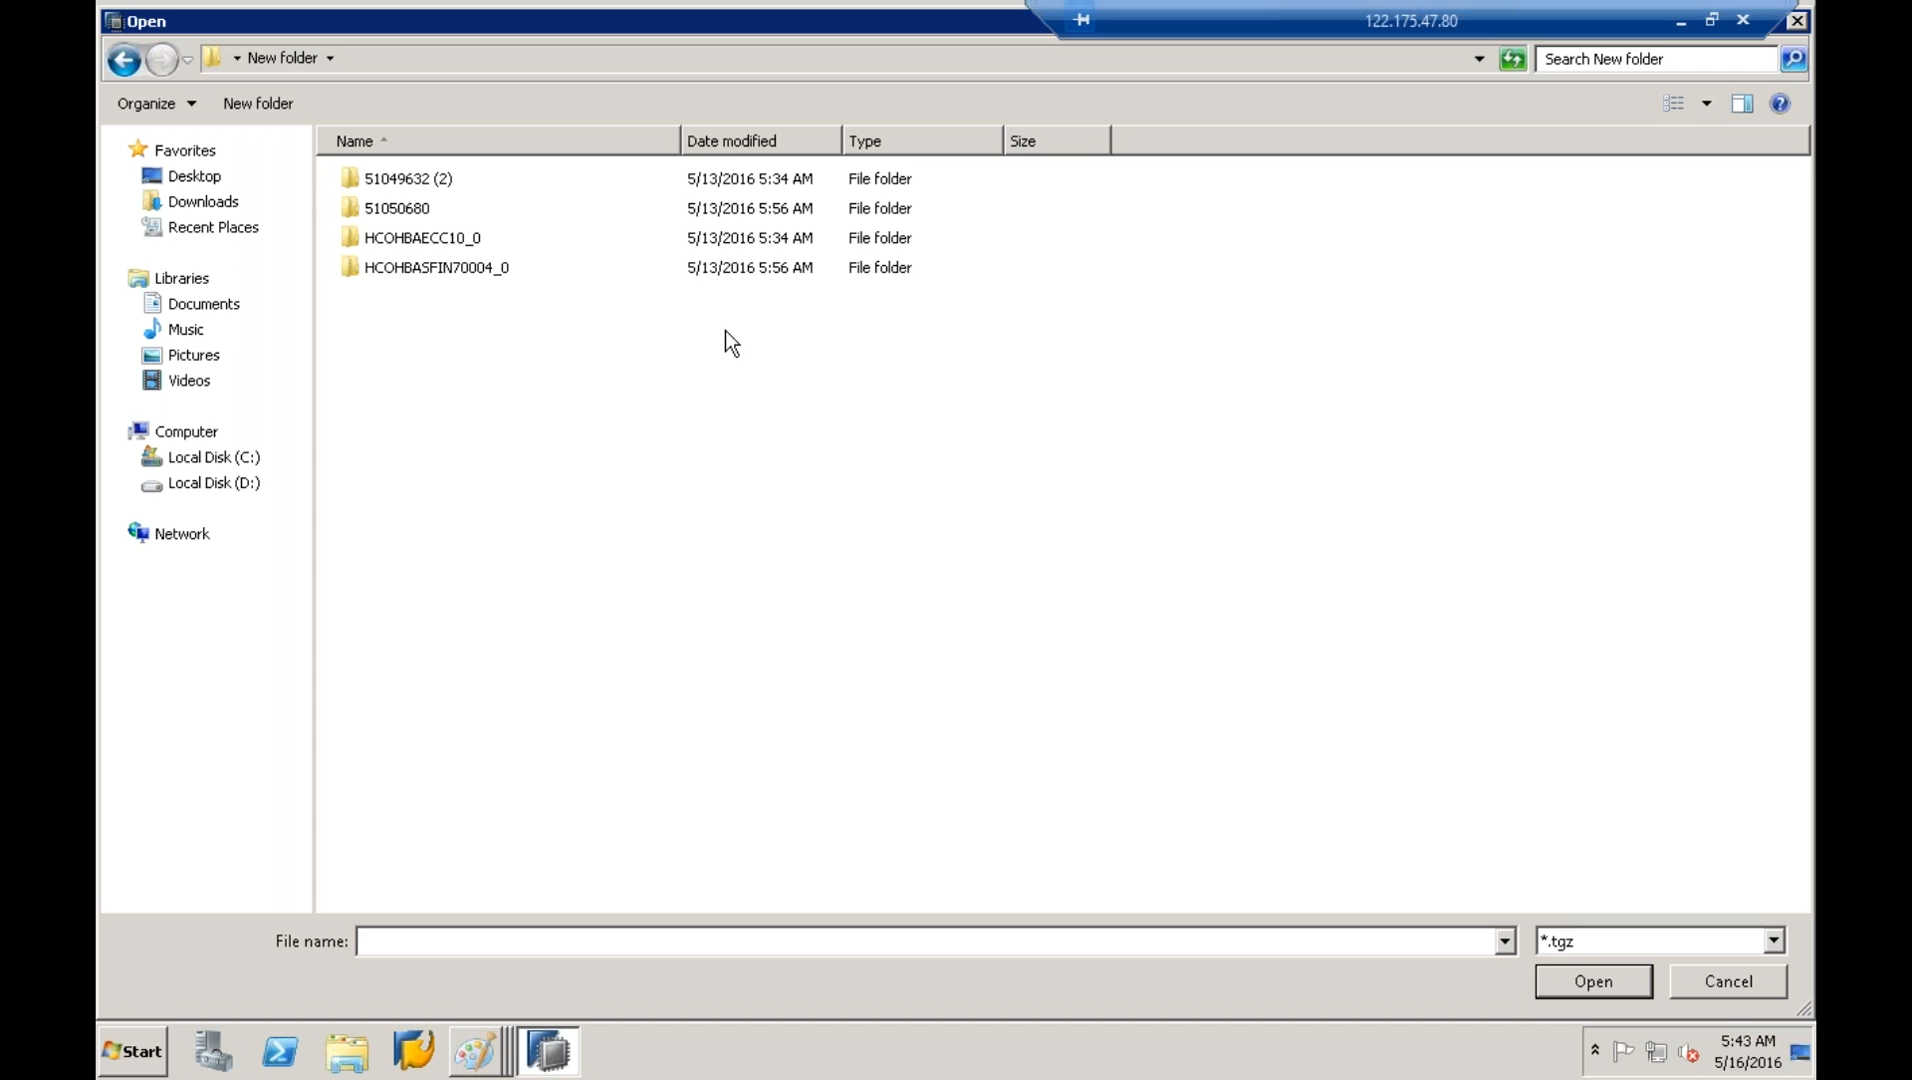 Open
122.175.47.80
New folder
Search New folder
Organize
New folder
Name
Date modified
Type
Size
Favorites
Desktop
Downloads
Recent Places
Libraries
Documents
Music
Pictures
Videos
Computer
Local Disk (C:)
Local Disk (D:)
Network
51049632 (2) 5/13/2016 5:34 AM File folder
51050680 5/13/2016 5:56 AM File folder
HCOHBAECC10_0 5/13/2016 5:34 AM File folder
HCOHBASFIN70004_0 5/13/2016 5:56 AM File folder
File name:
*.tgz
Open
Cancel
Start
5:43 AM
5/16/2016